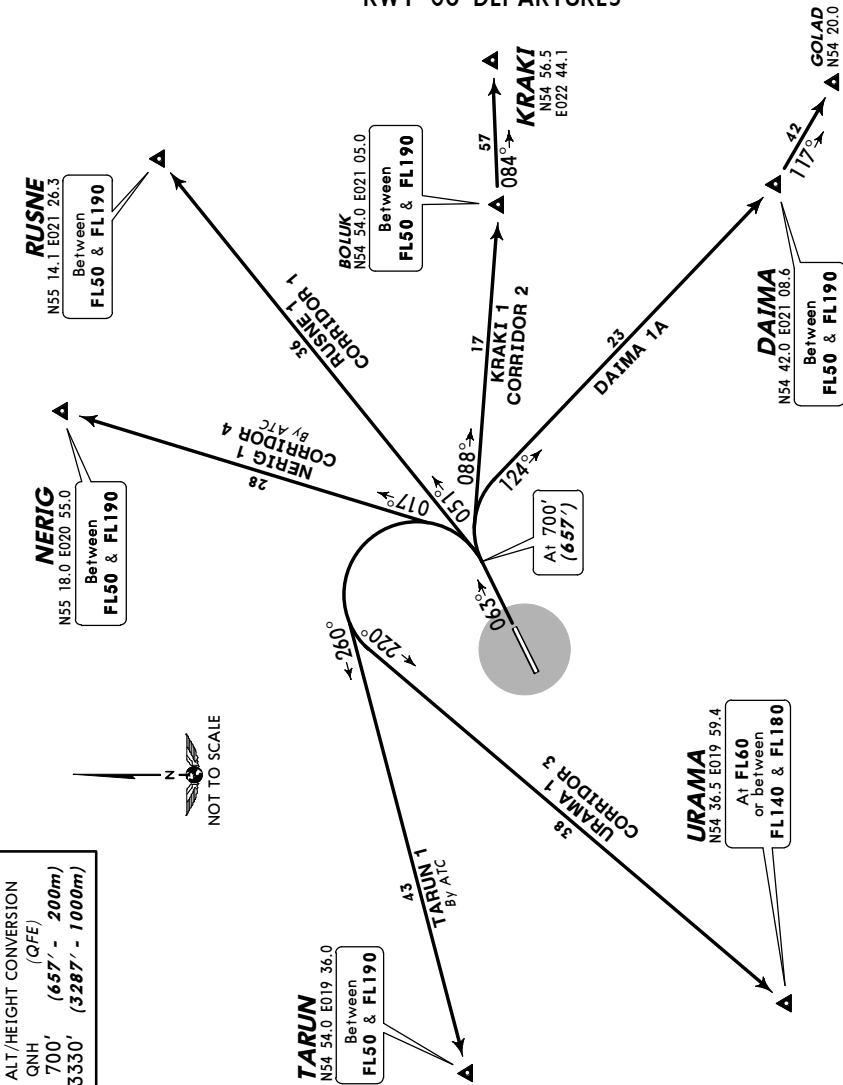 RWY 06 DEPARTURES
ALT/HEIGHT CONVERSION
QNH (QFE)
700' (657' - 200m)
3330' (3287' - 1000m)
N
NOT TO SCALE
NERIG
N55 18.0 E020 55.0
Between
FL50 & FL190
RUSNE
N55 14.1 E021 26.3
Between
FL50 & FL190
BOLUK
N54 54.0 E021 05.0
Between
FL50 & FL190
KRAKI
N54 56.5
E022 44.1
57
084°
GOLAD
N54 20.0
42
117°
DAIMA
N54 42.0 E021 08.6
Between
FL50 & FL190
23
DAIMA 1A
124°
17
KRAKI 1
CORRIDOR 2
088°
36
RUSNE 1
CORRIDOR 1
051°
28
NERIG 1
CORRIDOR 4
By ATC
017°
063°
At 700'
(657')
260°
220°
43
TARUN 1
By ATC
38
URAMA 1
CORRIDOR 3
TARUN
N54 54.0 E019 36.0
Between
FL50 & FL190
URAMA
N54 36.5 E019 59.4
At FL60
or between
FL140 & FL180